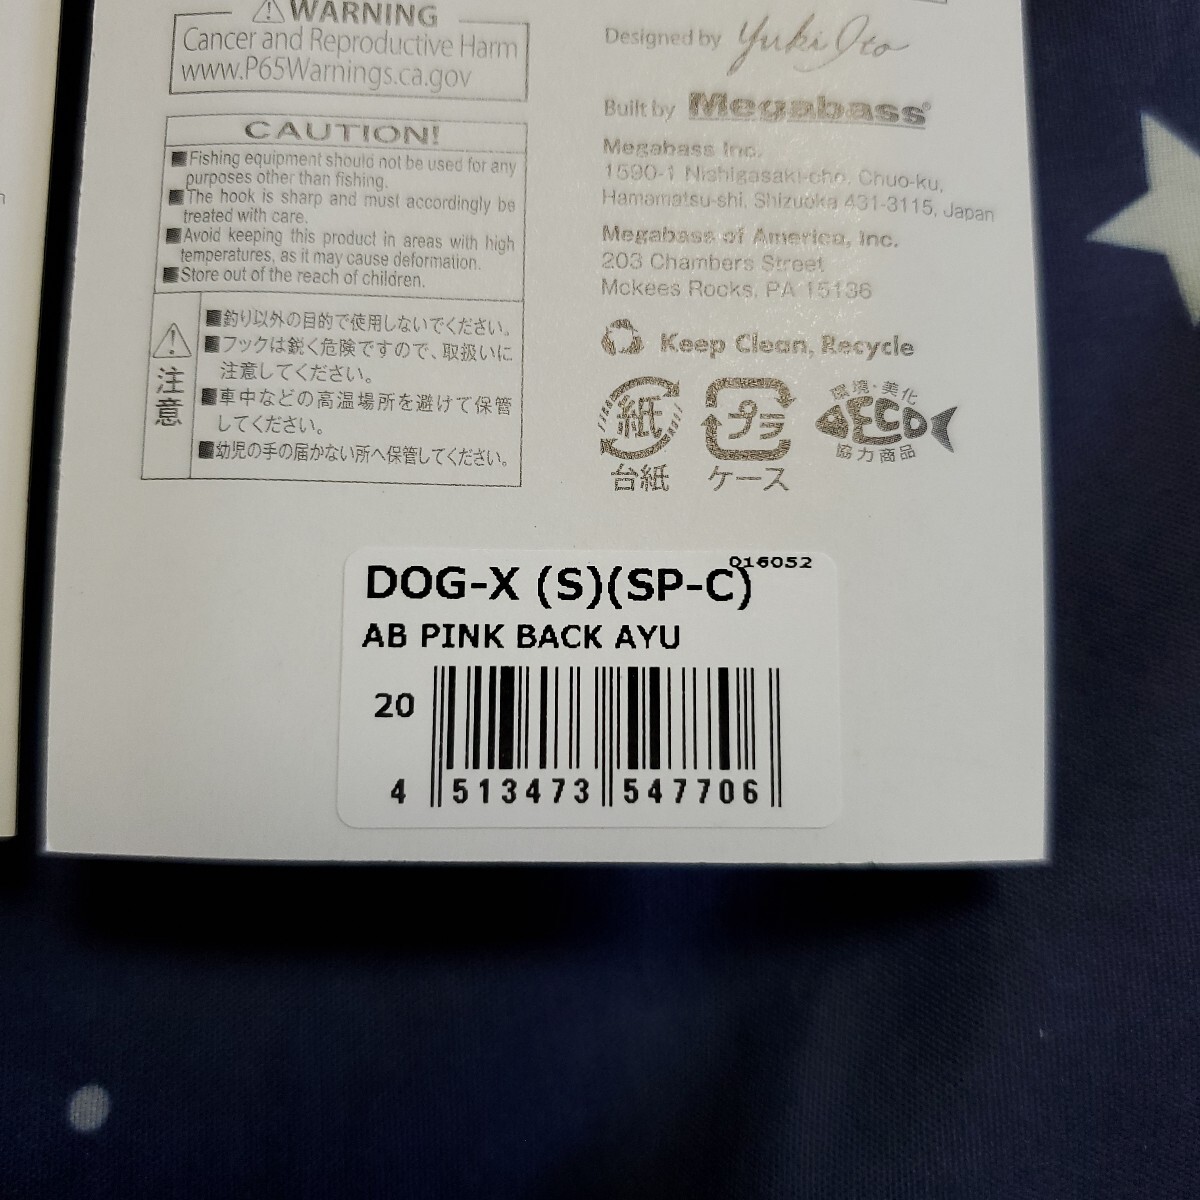 ⚠WARNING
Cancer and Reproductive Harm
www.P65Warnings.ca.gov
CAUTION!
■Fishing equipment should not be used for any
purposes other than fishing.
■The hook is sharp and must accordingly be
treated with care.
■Avoid keeping this product in areas with high
temperatures, as it may cause deformation.
■Store out of the reach of children.
注意
■釣り以外の目的で使用しないでください。
■フックは鋭く危険ですので、取扱いに
注意してください。
■車中などの高温場所を避けて保管
してください。
■幼児の手の届かない所へ保管してください。
Designed by Yuki Ito
Built by Megabass®
Megabass Inc.
1590-1 Nishigasaki-cho, Chuo-ku,
Hamamatsu-shi, Shizuoka 431-3115, Japan
Megabass of America, Inc.
203 Chambers Street
Mckees Rocks, PA 15136
Keep Clean, Recycle
紙
台紙
プラ
ケース
環境・美化
ECO
協力商品
016052
DOG-X (S)(SP-C)
AB PINK BACK AYU
20
4 513473 547706